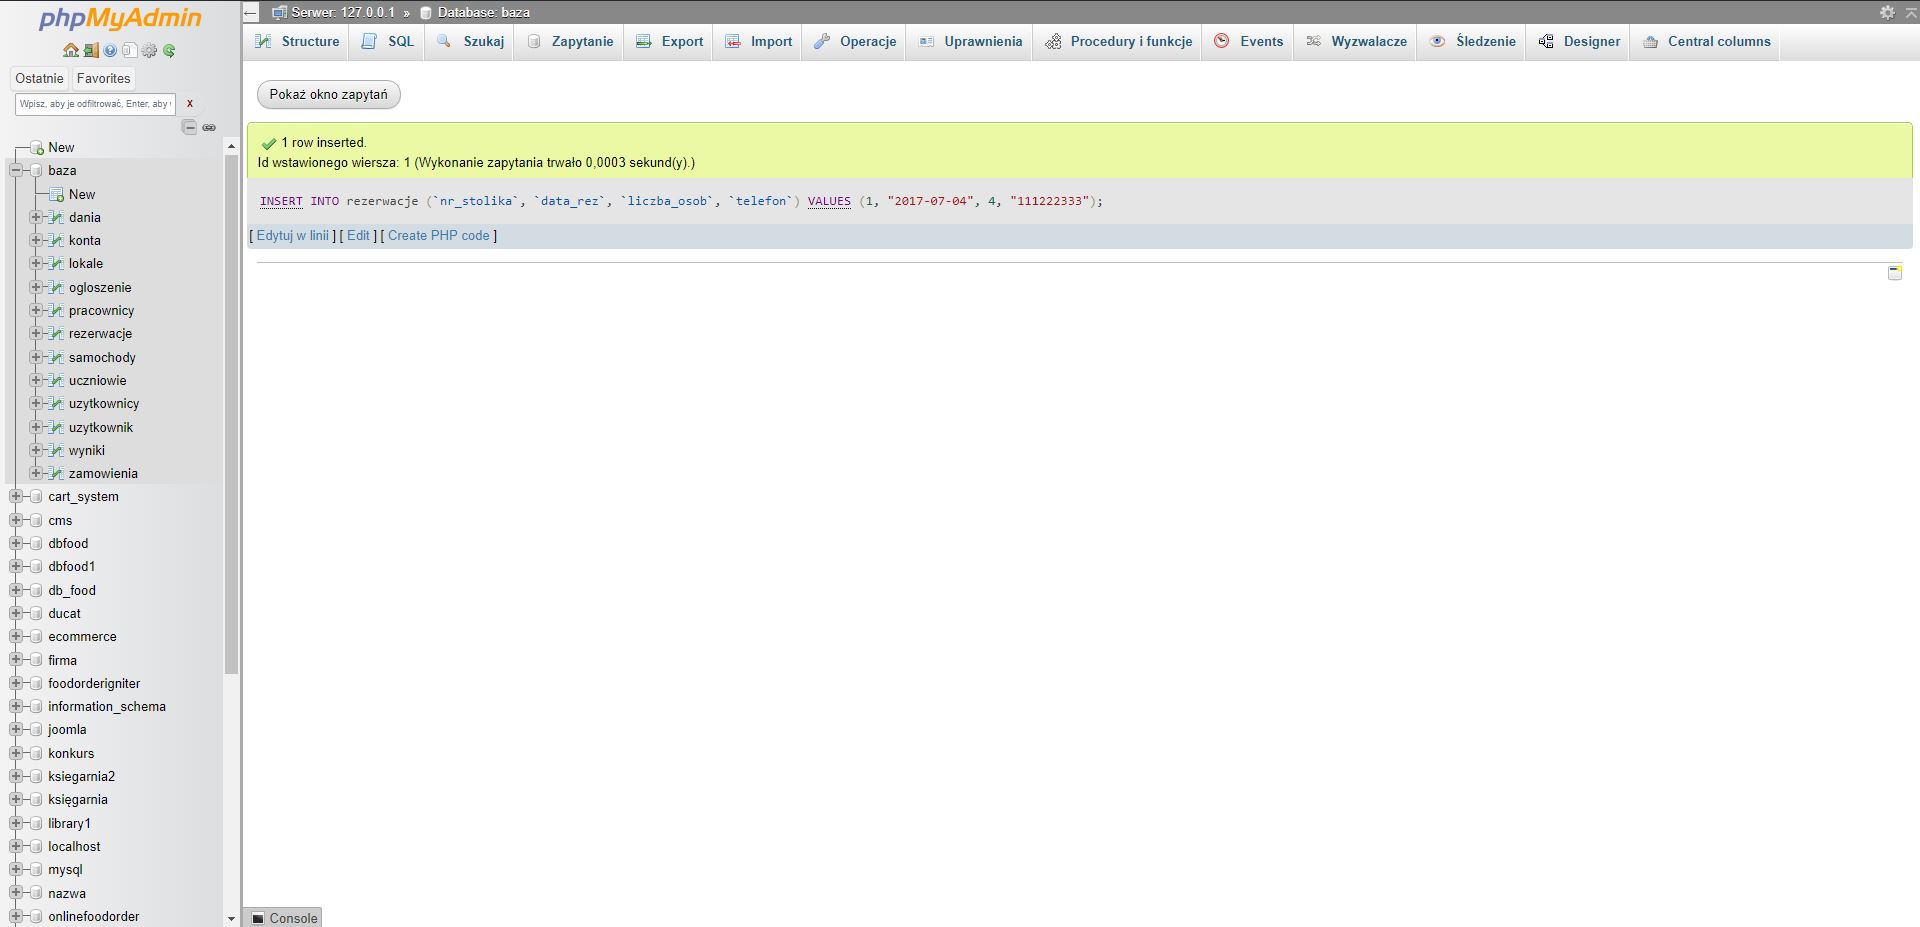 phpMyAdmin
Ostatnie Favorites
Wpisz, aby je odfiltrować, Enter, aby
X
New
baza
New
dania
konta
lokale
ogloszenie
pracownicy
rezerwacje
samochody
uczniowie
uzytkownicy
uzytkownik
wyniki
zamowienia
cart_system
cms
dbfood
dbfood1
db_food
ducat
ecommerce
firma
foodorderigniter
information_schema
joomla
konkurs
ksiegarnia2
księgarnia
library1
localhost
mysql
nazwa
onlinefoodorder
Serwer: 127.0.0.1 » Database: baza
Structure SQL Szukaj Zapytanie Export Import Operacje Uprawnienia Procedury i funkcje Events Wyzwalacze Śledzenie Designer Central columns
Pokaż okno zapytań
1 row inserted.
Id wstawionego wiersza: 1 (Wykonanie zapytania trwało 0,0003 sekund(y).)
INSERT INTO rezerwacje (`nr_stolika`, `data_rez`, `liczba_osob`, `telefon`) VALUES (1, "2017-07-04", 4, "111222333");
[ Edytuj w linii ] [ Edit ] [ Create PHP code ]
Console